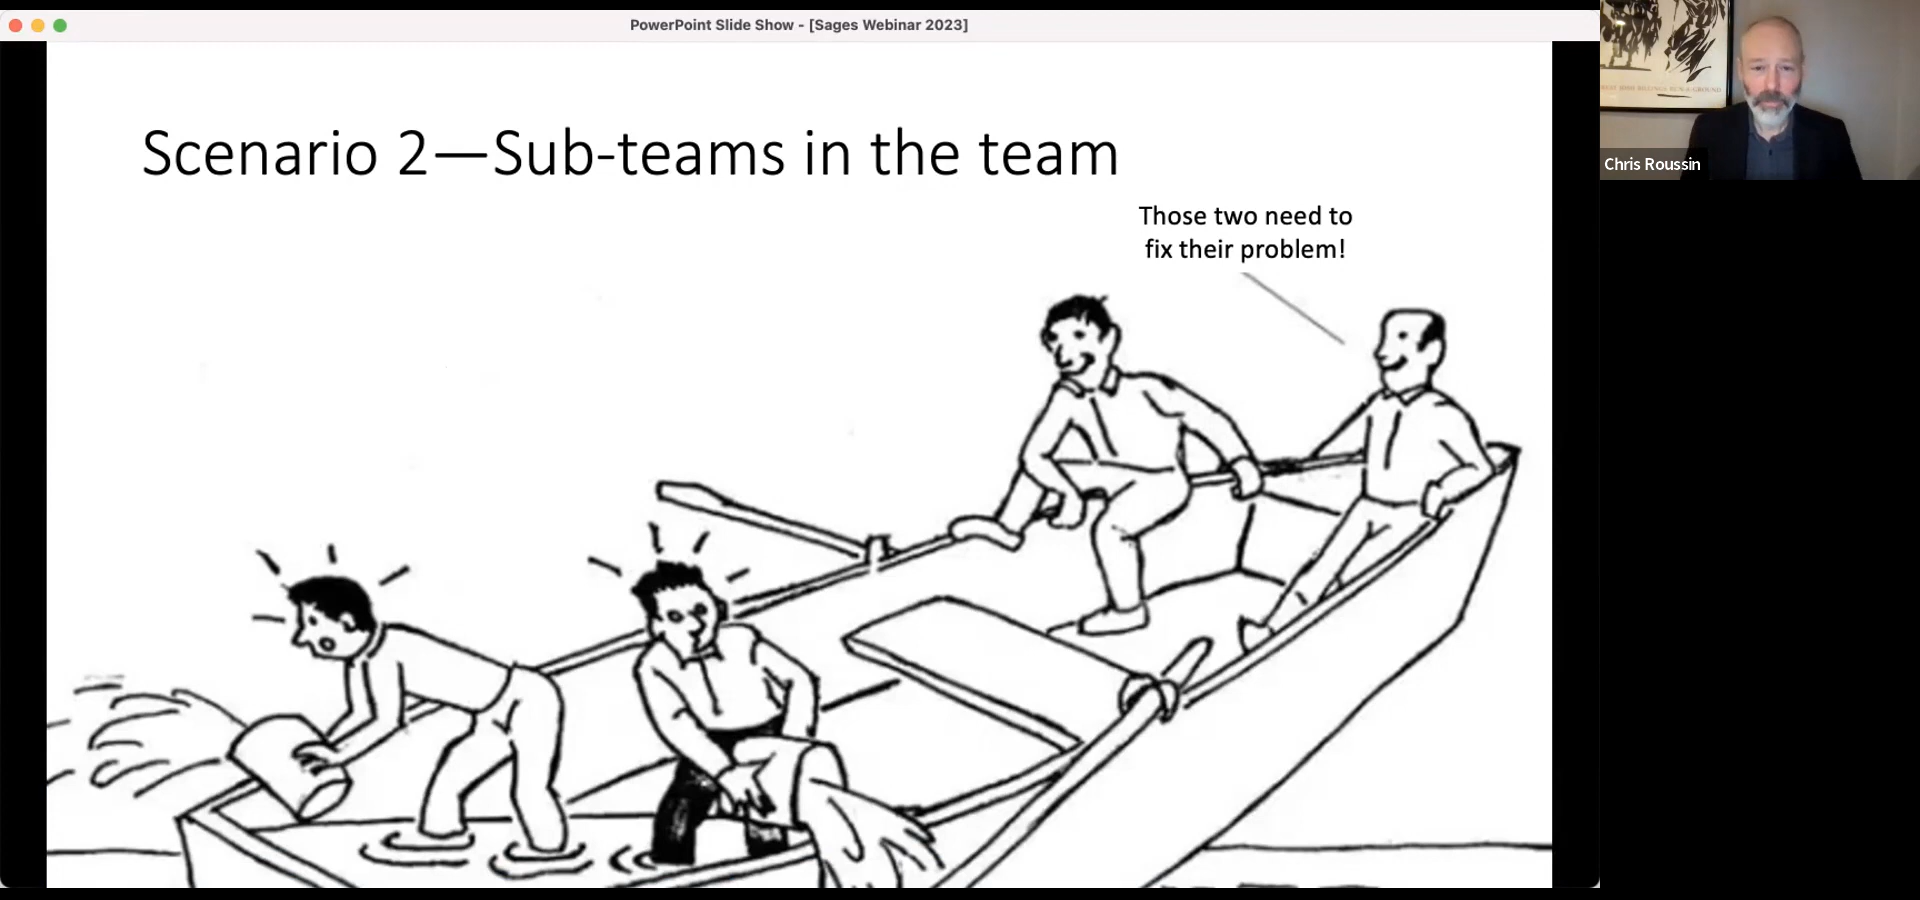 PowerPoint Slide Show - [Sages Webinar 2023]
Scenario 2—Sub-teams in the team
Those two need to
fix their problem!
Chris Roussin